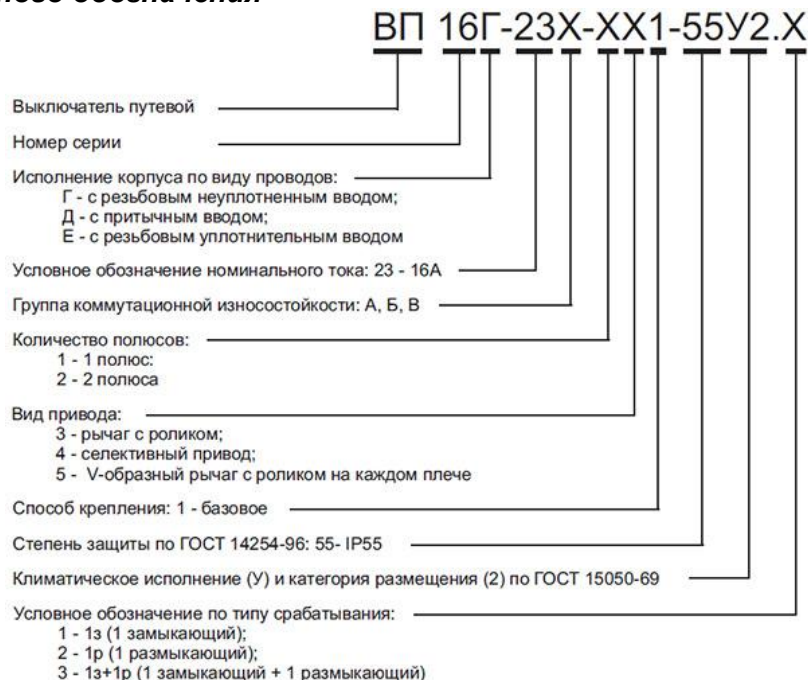 ВП 16Г-23Х-ХХ1-55У2.Х
Выключатель путевой
Номер серии
Исполнение корпуса по виду проводов:
Г - с резьбовым неуплотненным вводом;
Д - с притычным вводом;
Е - с резьбовым уплотнительным вводом
Условное обозначение номинального тока: 23 - 16А
Группа коммутационной износостойкости: А, Б, В
Количество полюсов:
1 - 1 полюс:
2 - 2 полюса
Вид привода:
3 - рычаг с роликом;
4 - селективный привод;
5 - V-образный рычаг с роликом на каждом плече
Способ крепления: 1 - базовое
Степень защиты по ГОСТ 14254-96: 55- IP55
Климатическое исполнение (У) и категория размещения (2) по ГОСТ 15050-69
Условное обозначение по типу срабатывания:
1 - 1з (1 замыкающий);
2 - 1р (1 размыкающий);
3 - 1з+1р (1 замыкающий + 1 размыкающий)